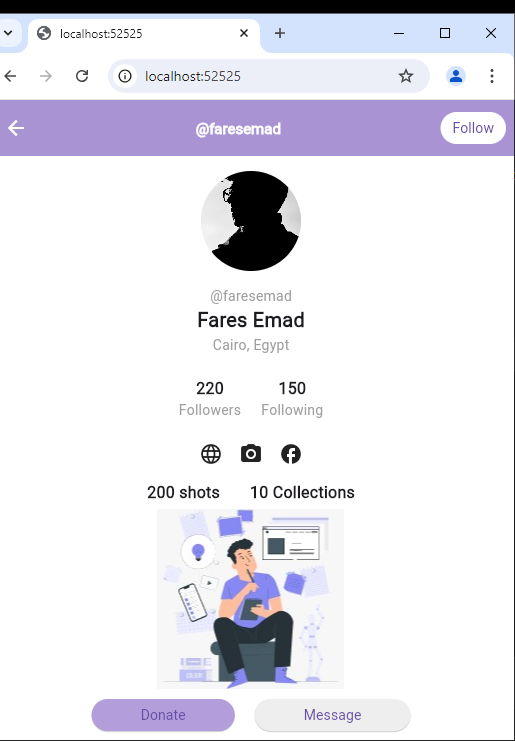 localhost:52525
localhost:52525
@faresemad
Follow
@faresemad
Fares Emad
Cairo, Egypt
220 150
Followers Following
200 shots 10 Collections
Donate Message